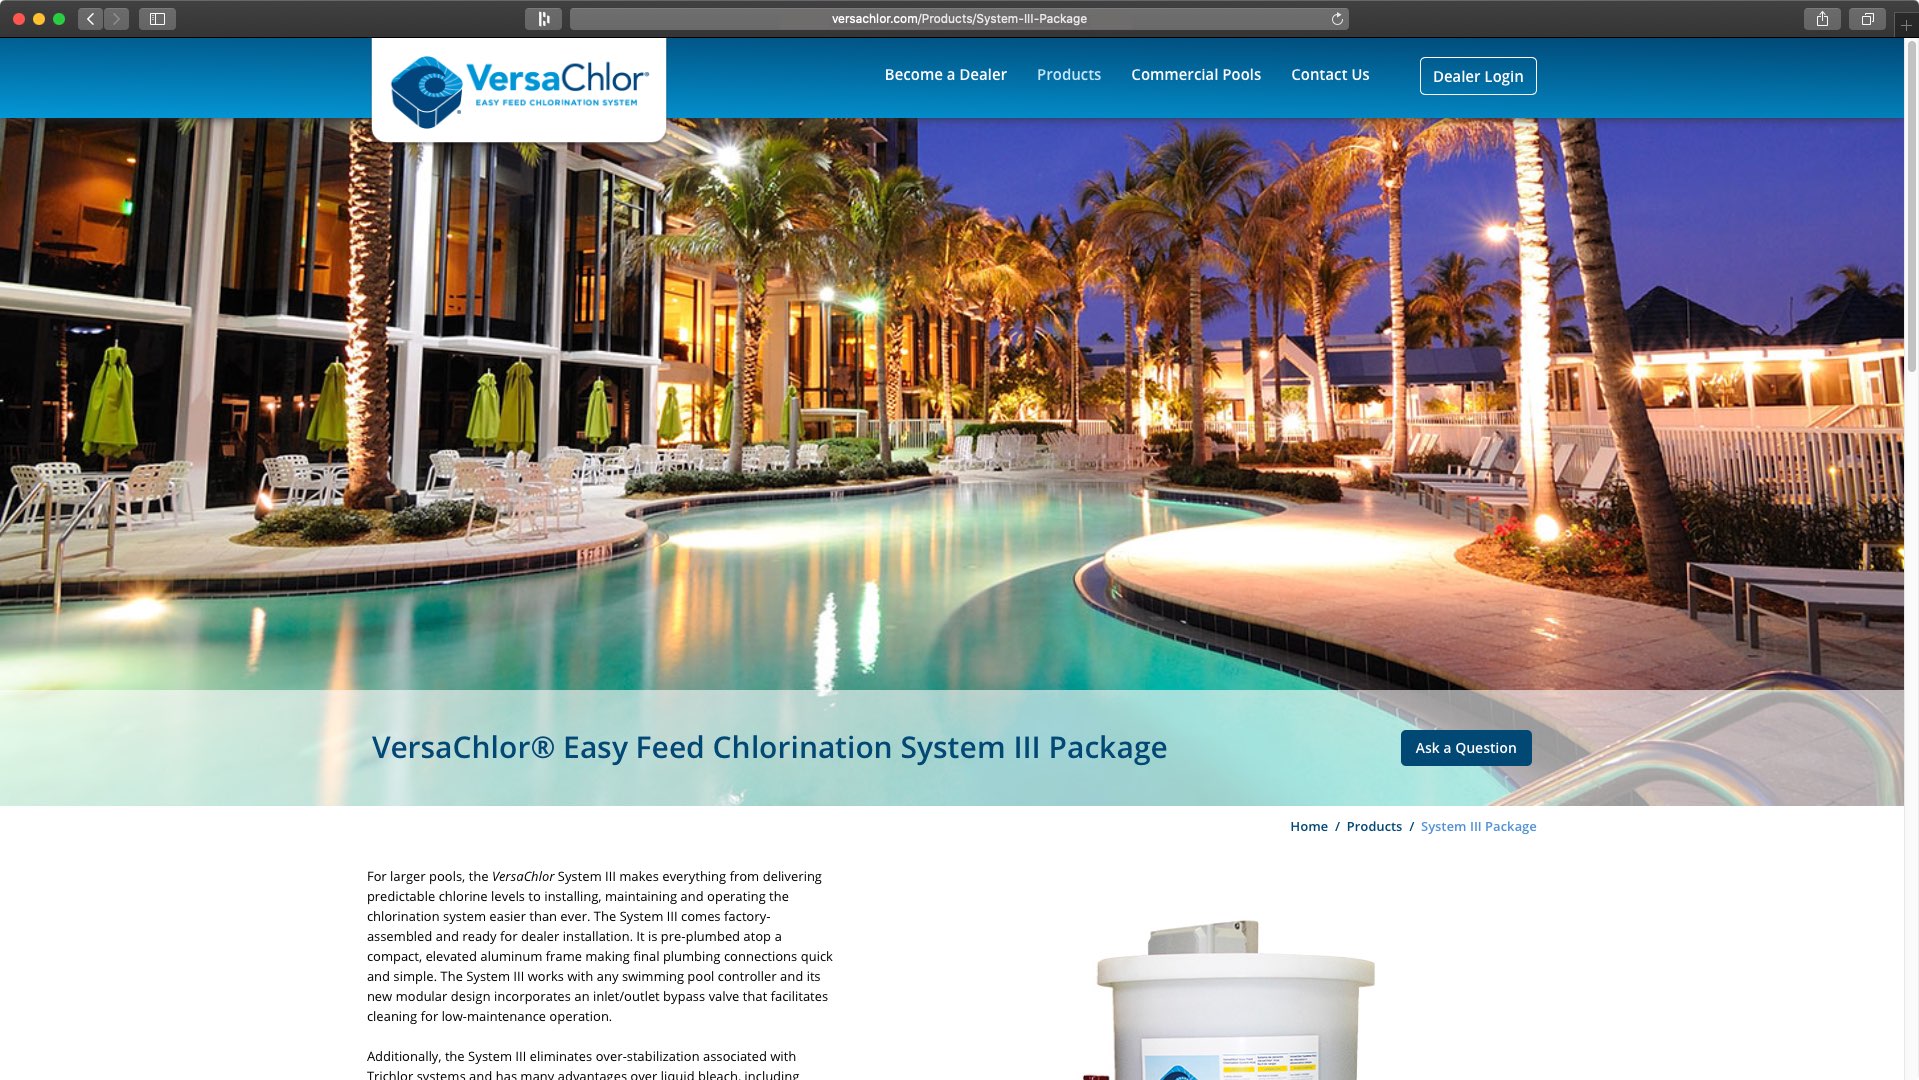 versachlor.com/Products/System-III-Package
VersaChlor®
EASY FEED CHLORINATION SYSTEM
Become a Dealer
Products
Commercial Pools
Contact Us
Dealer Login
5 FT
VersaChlor® Easy Feed Chlorination System III Package
Ask a Question
Home / Products / System III Package
For larger pools, the VersaChlor System III makes everything from delivering
predictable chlorine levels to installing, maintaining and operating the
chlorination system easier than ever. The System III comes factory-
assembled and ready for dealer installation. It is pre-plumbed atop a
compact, elevated aluminum frame making final plumbing connections quick
and simple. The System III works with any swimming pool controller and its
new modular design incorporates an inlet/outlet bypass valve that facilitates
cleaning for low-maintenance operation.
Additionally, the System III eliminates over-stabilization associated with
Trichlor systems and has many advantages over liquid bleach, including